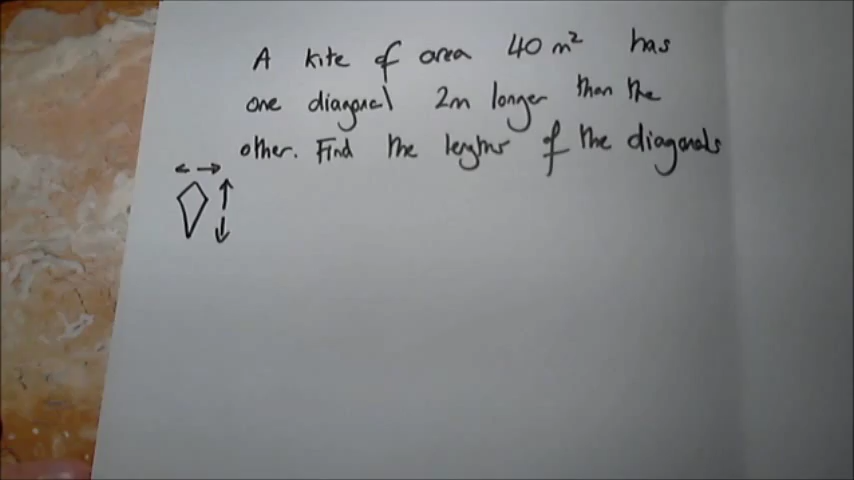 A kite of area 40 m²  has
one diagonal 2m longer than the
other. Find the lengths of the diagonals